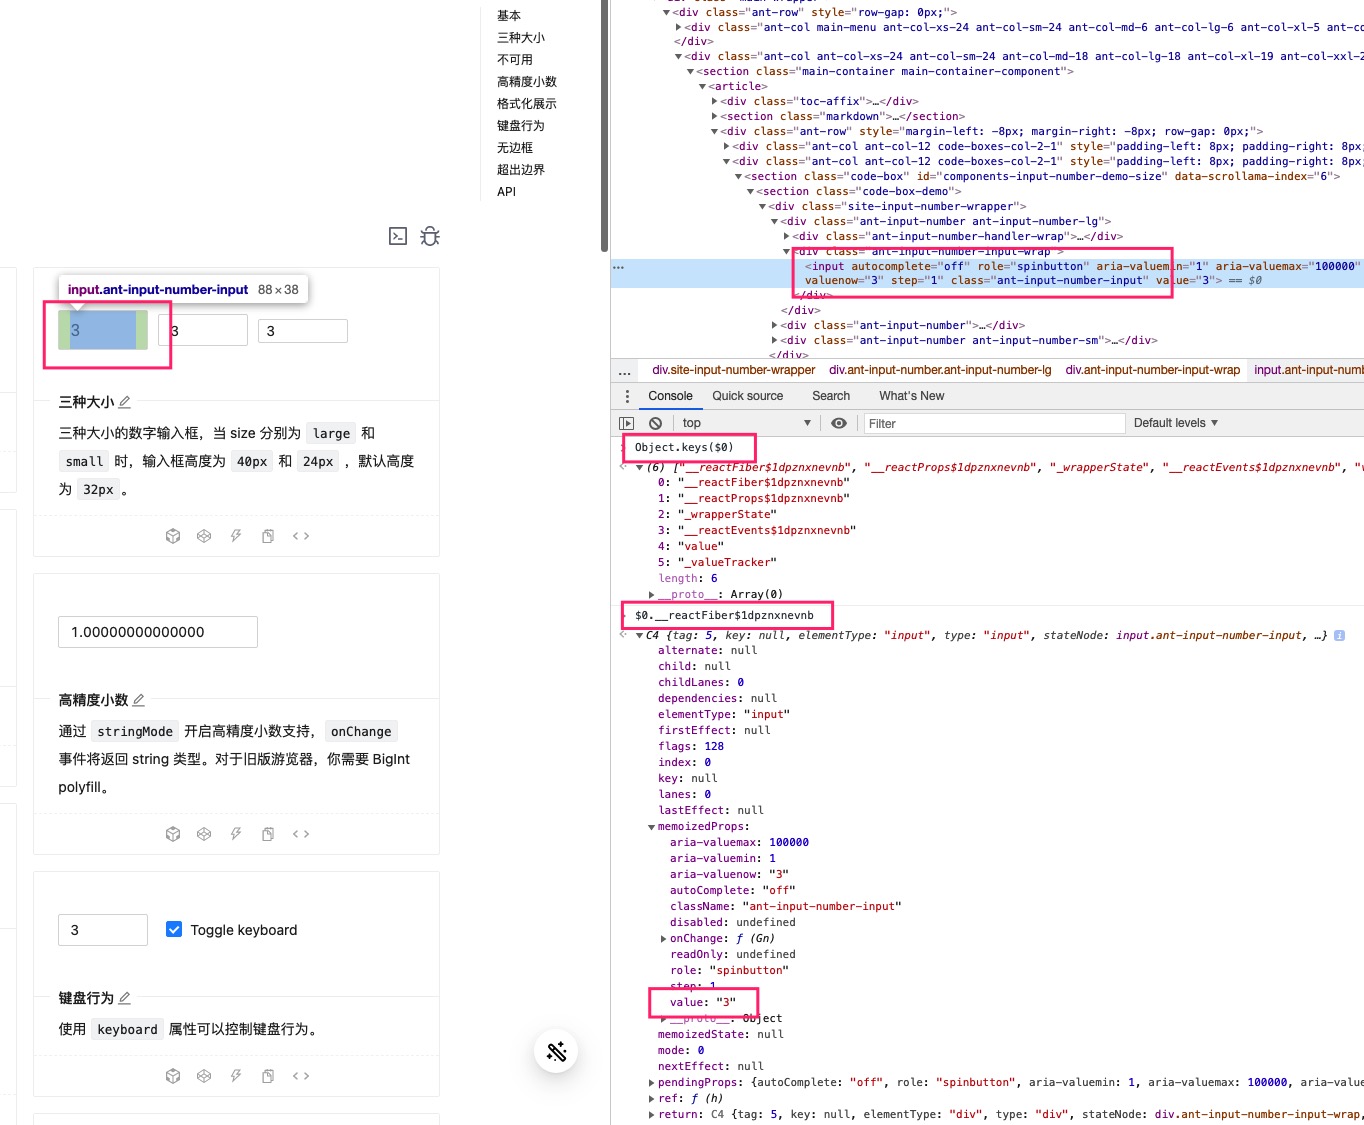 基本
三种大小
不可用
高精度小数
格式化展示
键盘行为
无边框
超出边界
API
input.ant-input-number-input 88 × 38
3
3
3
三种大小
三种大小的数字输入框，当 size 分别为 large 和
small 时，输入框高度为 40px 和 24px ，默认高度
为 32px 。
1.00000000000000
高精度小数
通过 stringMode 开启高精度小数支持，onChange
事件将返回 string 类型。对于旧版游览器，你需要 BigInt
polyfill。
3 Toggle keyboard
键盘行为
使用 keyboard 属性可以控制键盘行为。
▼<div class="ant-row" style="row-gap: 0px;">
▶<div class="ant-col main-menu ant-col-xs-24 ant-col-sm-24 ant-col-md-6 ant-col-lg-6 ant-col-xl-5 ant-co
</div>
▼<div class="ant-col ant-col-xs-24 ant-col-sm-24 ant-col-md-18 ant-col-lg-18 ant-col-xl-19 ant-col-xxl-2
▼<section class="main-container main-container-component">
▼<article>
▶<div class="toc-affix">…</div>
▶<section class="markdown">…</section>
▼<div class="ant-row" style="margin-left: -8px; margin-right: -8px; row-gap: 0px;">
▶<div class="ant-col ant-col-12 code-boxes-col-2-1" style="padding-left: 8px; padding-right: 8px;
▼<div class="ant-col ant-col-12 code-boxes-col-2-1" style="padding-left: 8px; padding-right: 8px;
▼<section class="code-box" id="components-input-number-demo-size" data-scrollama-index="6">
▼<section class="code-box-demo">
▼<div class="site-input-number-wrapper">
▼<div class="ant-input-number ant-input-number-lg">
▶<div class="ant-input-number-handler-wrap">…</div>
▼<div class="ant-input-number-input-wrap">
… <input autocomplete="off" role="spinbutton" aria-valuemin="1" aria-valuemax="100000"
valuenow="3" step="1" class="ant-input-number-input" value="3"> == $0
</div>
</div>
▶<div class="ant-input-number">…</div>
▶<div class="ant-input-number ant-input-number-sm">…</div>
</div>
… div.site-input-number-wrapper div.ant-input-number.ant-input-number-lg div.ant-input-number-input-wrap input.ant-input-numb
Console Quick source Search What's New
top ▼ Filter Default levels ▼
Object.keys($0)
▼(6) ["__reactFiber$1dpznxnevnb", "__reactProps$1dpznxnevnb", "_wrapperState", "__reactEvents$1dpznxnevnb", "v
0: "__reactFiber$1dpznxnevnb"
1: "__reactProps$1dpznxnevnb"
2: "_wrapperState"
3: "__reactEvents$1dpznxnevnb"
4: "value"
5: "_valueTracker"
length: 6
▶__proto__: Array(0)
$0.__reactFiber$1dpznxnevnb
▼C4 {tag: 5, key: null, elementType: "input", type: "input", stateNode: input.ant-input-number-input, …} i
alternate: null
child: null
childLanes: 0
dependencies: null
elementType: "input"
firstEffect: null
flags: 128
index: 0
key: null
lanes: 0
lastEffect: null
▼memoizedProps:
aria-valuemax: 100000
aria-valuemin: 1
aria-valuenow: "3"
autoComplete: "off"
className: "ant-input-number-input"
disabled: undefined
▶onChange: ƒ (Gn)
readOnly: undefined
role: "spinbutton"
step: 1
value: "3"
▶__proto__: Object
memoizedState: null
mode: 0
nextEffect: null
▶pendingProps: {autoComplete: "off", role: "spinbutton", aria-valuemin: 1, aria-valuemax: 100000, aria-value
▶ref: ƒ (h)
▶return: C4 {tag: 5, key: null, elementType: "div", type: "div", stateNode: div.ant-input-number-input-wrap,